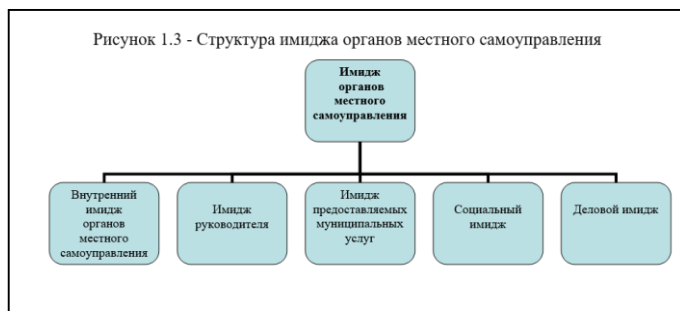 Рисунок 1.3 - Структура имиджа органов местного самоуправления
Имидж
органов
местного
самоуправления
Внутренний
имидж
органов
местного
самоуправления
Имидж
руководителя
Имидж
предоставляемых
муниципальных
услуг
Социальный
имидж
Деловой имидж